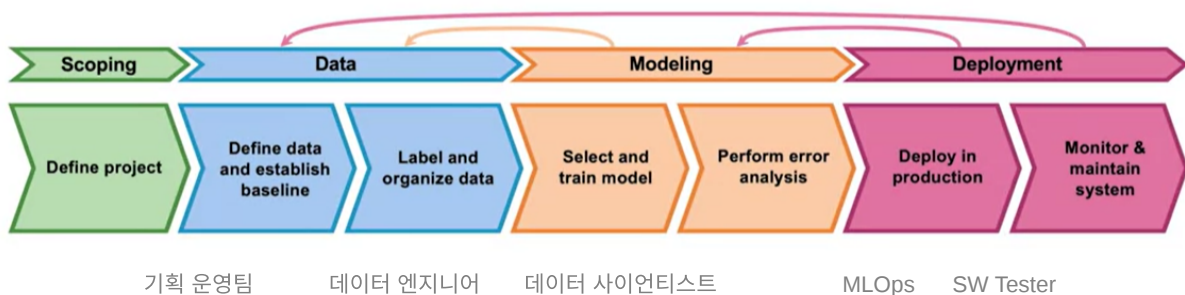 Scoping
Data
Modeling
Deployment
Define project
Define data
and establish
baseline
Label and
organize data
Select and
train model
Perform error
analysis
Deploy in
production
Monitor &
maintain
system
기획 운영팀
데이터 엔지니어
데이터 사이언티스트
MLOps
SW Tester